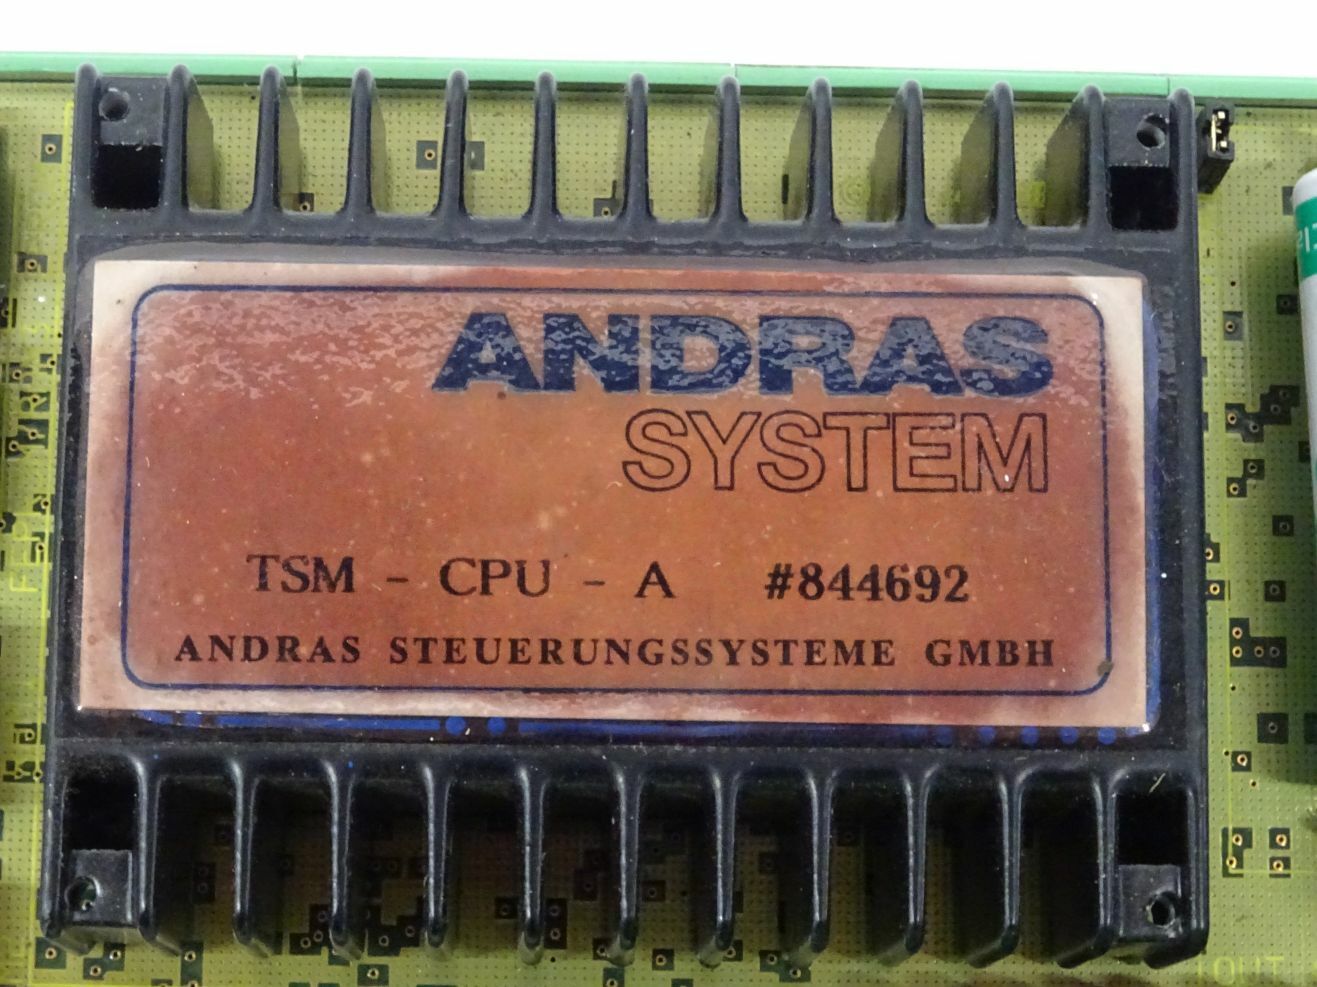 ANDRAS
SYSTEM
TSM - CPU - A #844692
ANDRAS STEUERUNGSSYSTEME GMBH